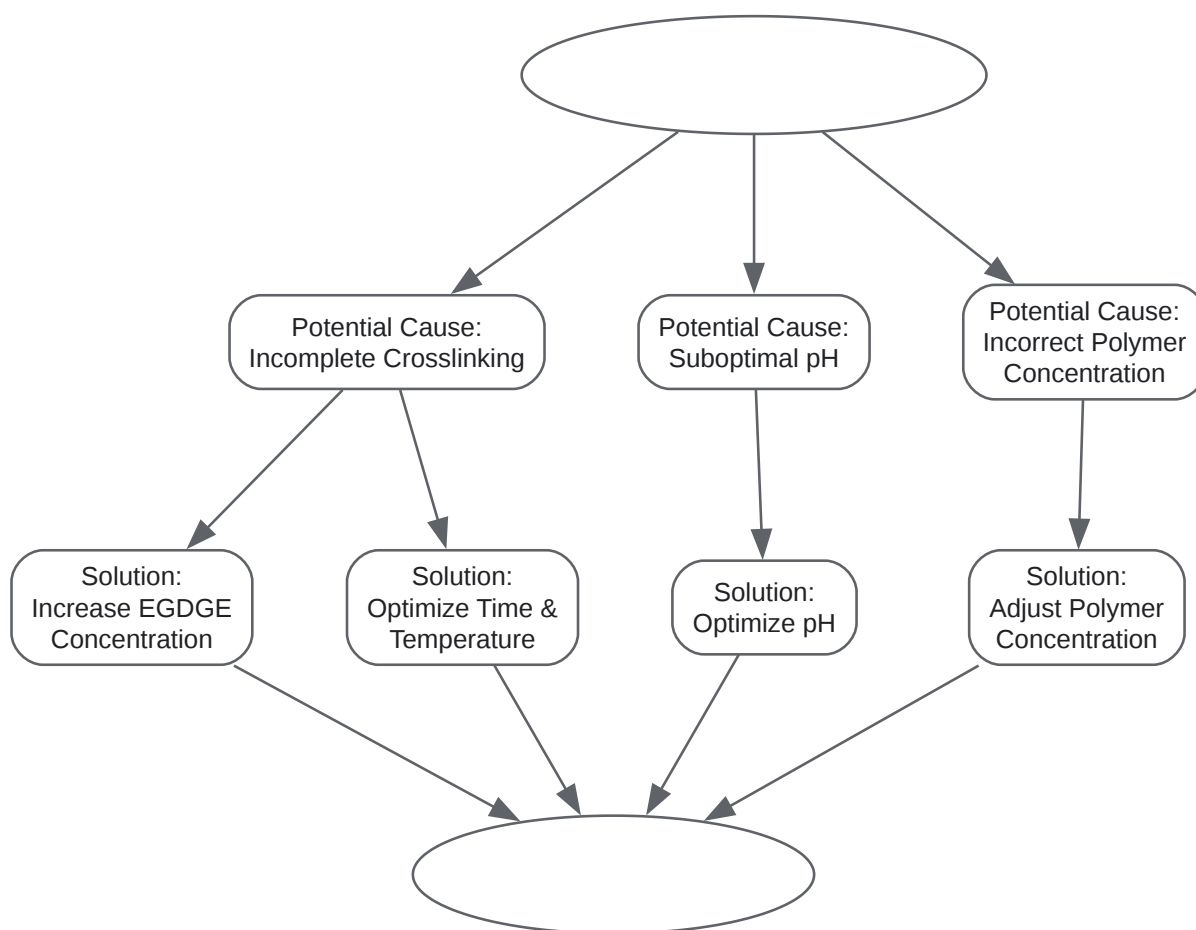 Potential Cause:
Incomplete Crosslinking
Potential Cause:
Suboptimal pH
Potential Cause:
Incorrect Polymer
Concentration
Solution:
Increase EGDGE
Concentration
Solution:
Optimize Time &
Temperature
Solution:
Optimize pH
Solution:
Adjust Polymer
Concentration